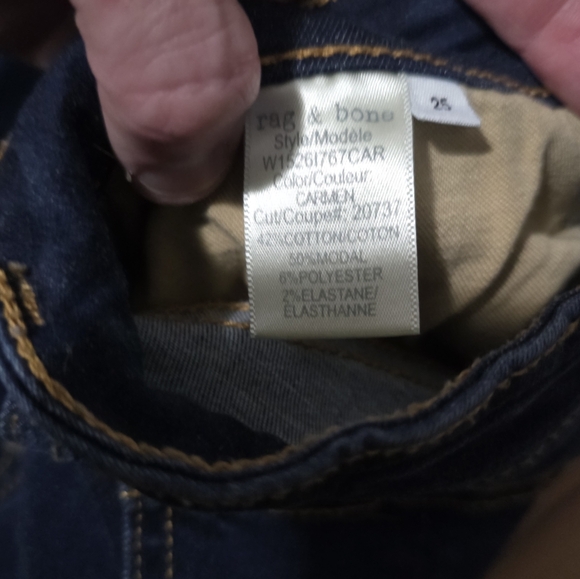 rag & bone
Style/Modèle
W1526I767CAR
Color/Couleur:
CARMEN
Cut/Coupe#: 20737
42%COTTON/COTON
50%MODAL
6%POLYESTER
2%ELASTANE/
ÉLASTHANNE
25